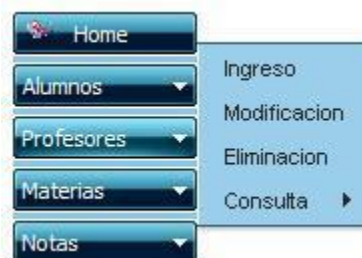 Home
Alumnos
Profesores
Materias
Notas
Ingreso
Modificacion
Eliminacion
Consulta